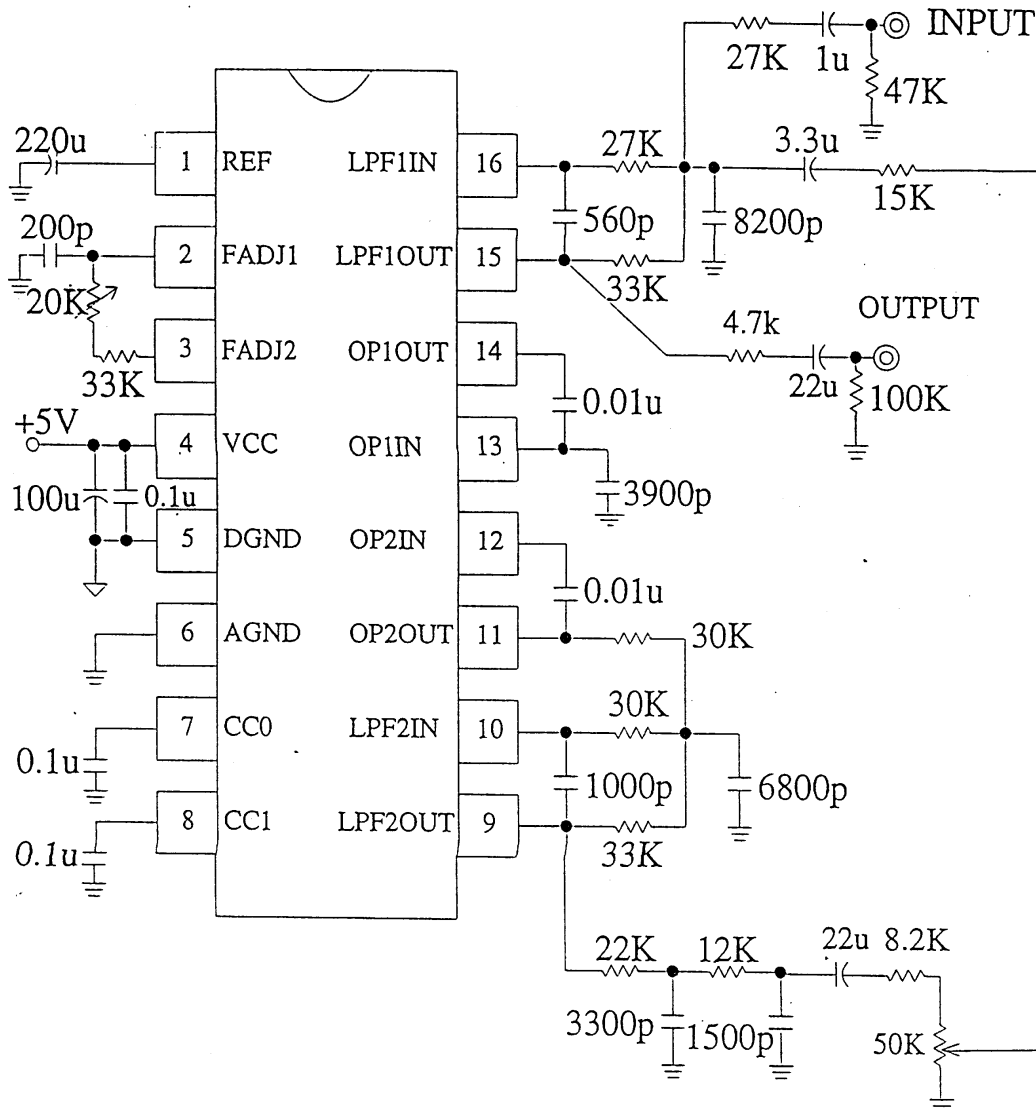 INPUT
27K
1u
47K
220u
1
REF
LPF1IN
16
27K
3.3u
15K
200p
560p
8200p
2
FADJ1
LPF1OUT
15
20K
33K
OUTPUT
4.7k
3
FADJ2
OP1OUT
14
33K
22u
100K
0.01u
+5V
4
VCC
OP1IN
13
100u
0.1u
3900p
5
DGND
OP2IN
12
0.01u
6
AGND
OP2OUT
11
30K
30K
7
CC0
LPF2IN
10
0.1u
1000p
6800p
8
CC1
LPF2OUT
9
0.1u
33K
22K
12K
22u
8.2K
3300p
1500p
50K